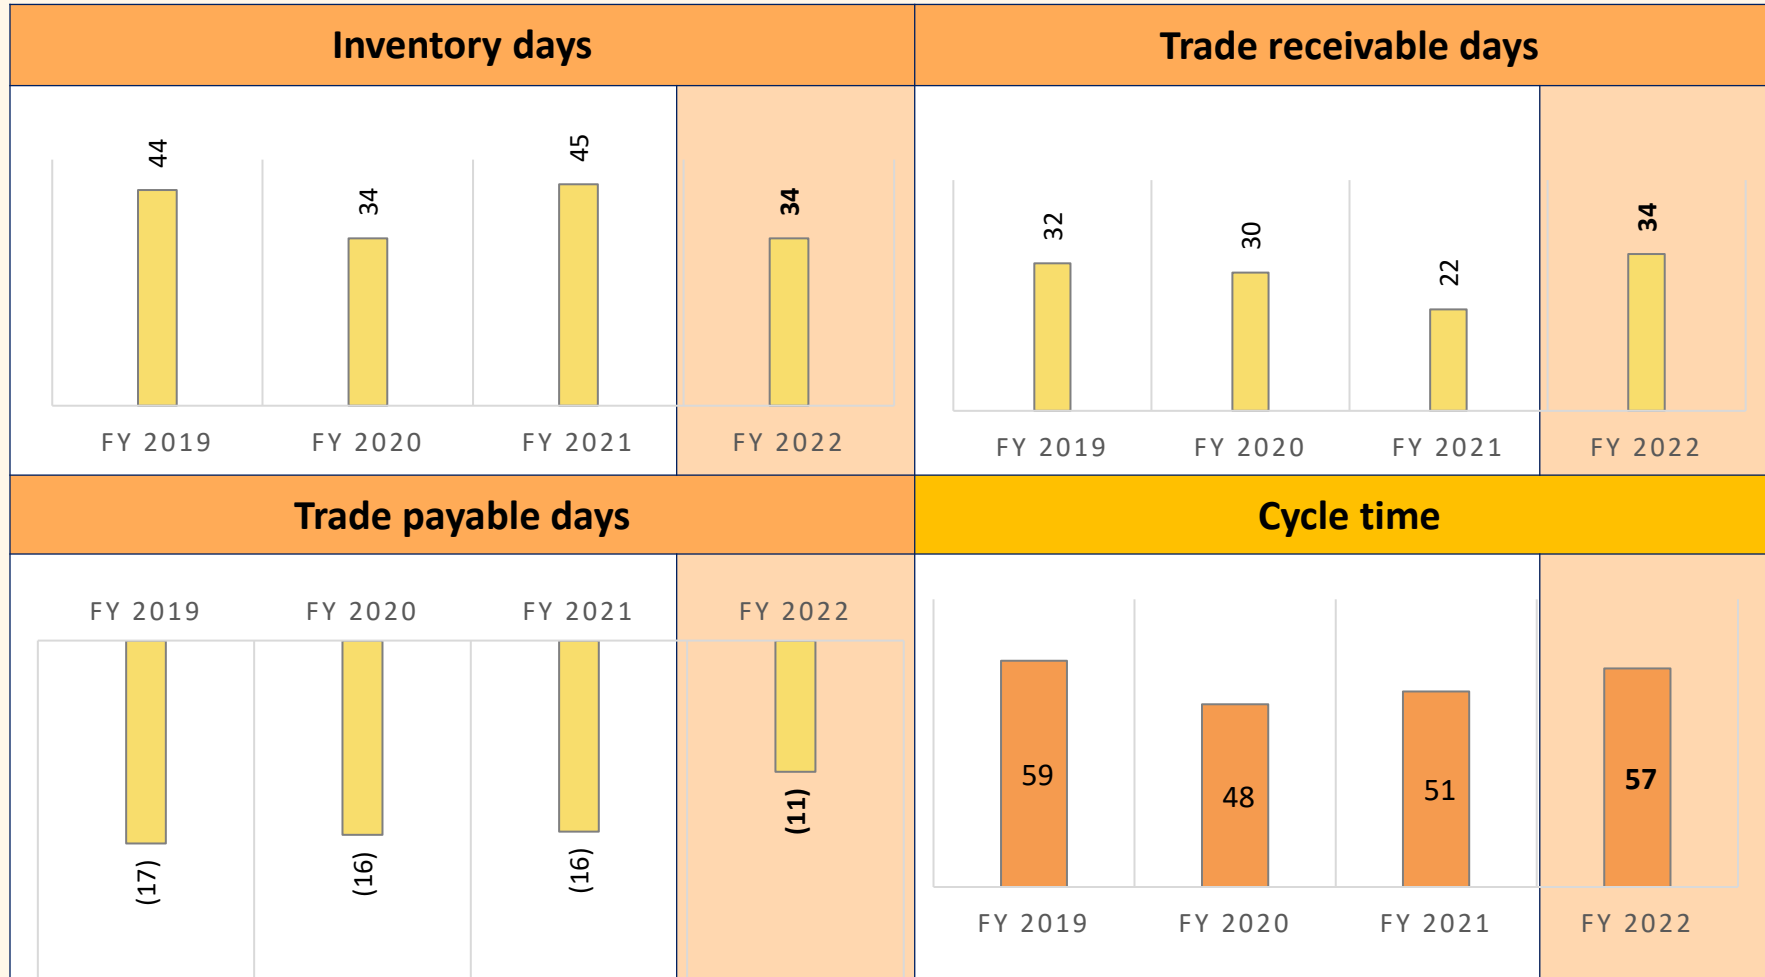 Inventory days
Trade receivable days
44
34
45
34
FY 2019
FY 2020
FY 2021
FY 2022
32
30
22
34
FY 2019
FY 2020
FY 2021
FY 2022
Trade payable days
Cycle time
FY 2019
FY 2020
FY 2021
FY 2022
(17)
(16)
(16)
(11)
59
48
51
57
FY 2019
FY 2020
FY 2021
FY 2022